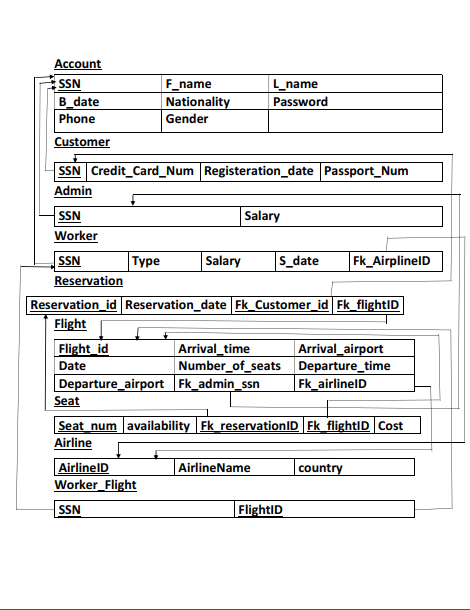 Account
SSN F_name L_name
B_date Nationality Password
Phone Gender
Customer
SSN Credit_Card_Num Registeration_date Passport_Num
Admin
SSN Salary
Worker
SSN Type Salary S_date Fk_AirplineID
Reservation
Reservation_id Reservation_date Fk_Customer_id Fk_flightID
Flight
Flight_id Arrival_time Arrival_airport
Date Number_of_seats Departure_time
Departure_airport Fk_admin_ssn Fk_airlineID
Seat
Seat_num availability Fk_reservationID Fk_flightID Cost
Airline
AirlineID AirlineName country
Worker_Flight
SSN FlightID